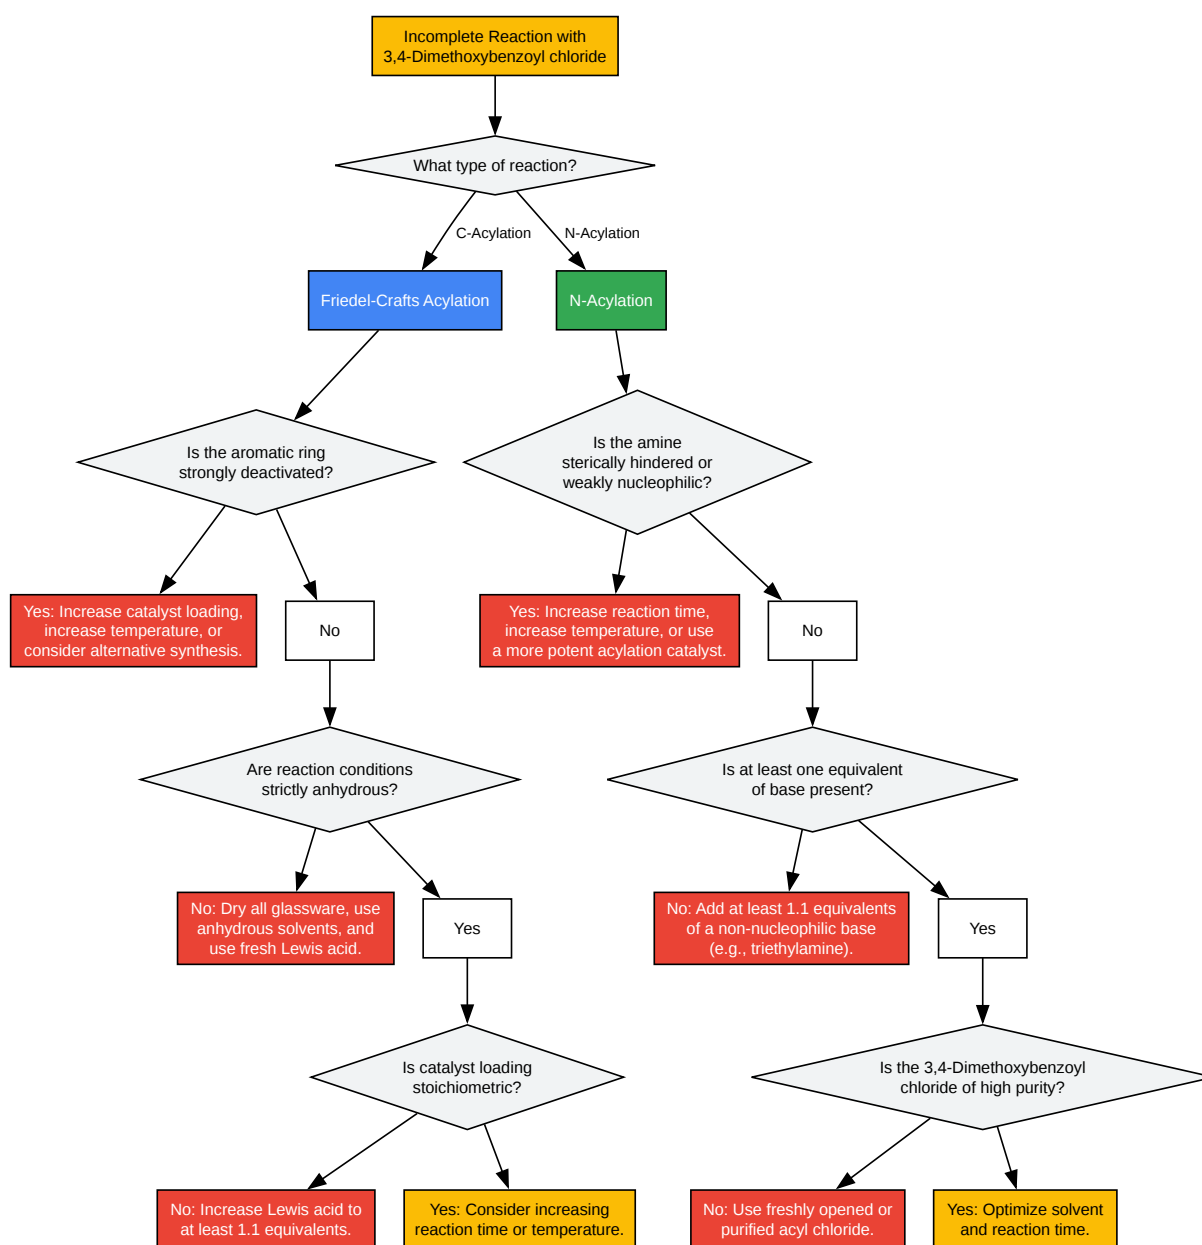 Incomplete Reaction with
3,4-Dimethoxybenzoyl chloride
What type of reaction?
C-Acylation
N-Acylation
Friedel-Crafts Acylation
N-Acylation
Is the aromatic ring
strongly deactivated?
Is the amine
sterically hindered or
weakly nucleophilic?
Yes: Increase catalyst loading,
increase temperature, or
consider alternative synthesis.
No
Yes: Increase reaction time,
increase temperature, or use
a more potent acylation catalyst.
No
Are reaction conditions
strictly anhydrous?
Is at least one equivalent
of base present?
No: Dry all glassware, use
anhydrous solvents, and
use fresh Lewis acid.
Yes
No: Add at least 1.1 equivalents
of a non-nucleophilic base
(e.g., triethylamine).
Yes
Is catalyst loading
stoichiometric?
Is the 3,4-Dimethoxybenzoyl
chloride of high purity?
No: Increase Lewis acid to
at least 1.1 equivalents.
Yes: Consider increasing
reaction time or temperature.
No: Use freshly opened or
purified acyl chloride.
Yes: Optimize solvent
and reaction time.